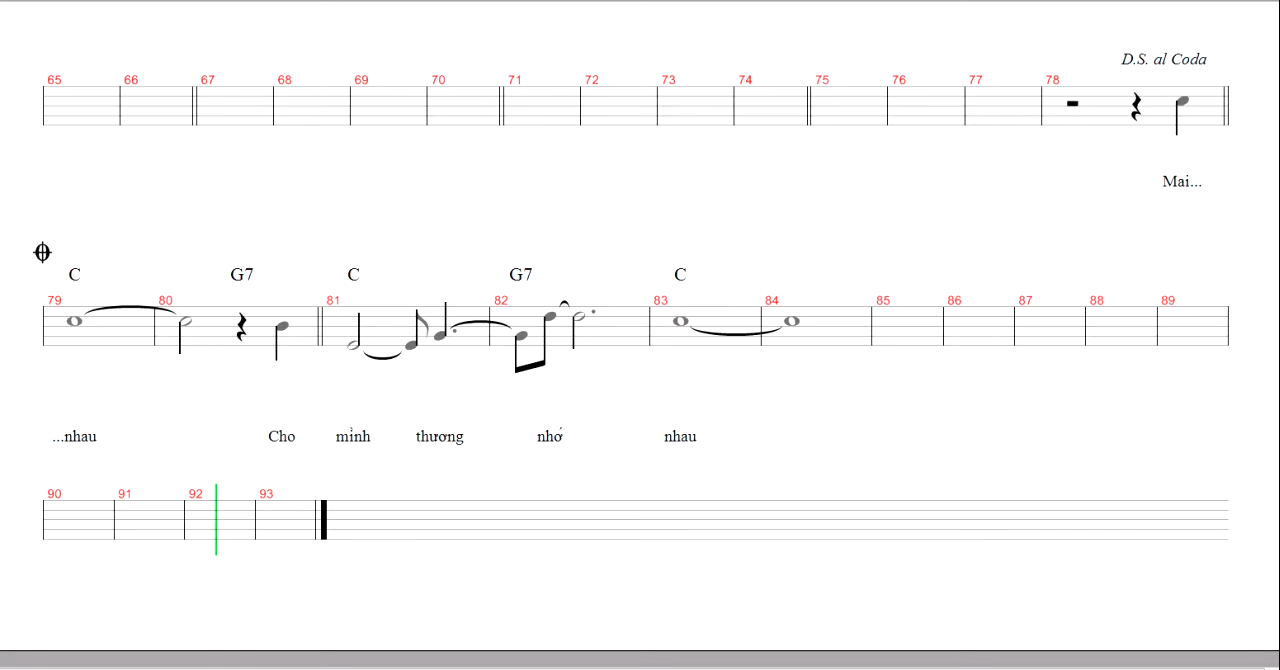 D.S. al Coda
65 66 67 68 69 70 71 72 73 74 75 76 77 78
Mai...
C G7 C G7 C
79 80 81 82 83 84 85 86 87 88 89
...nhau Cho mình thương nhớ nhau
90 91 92 93